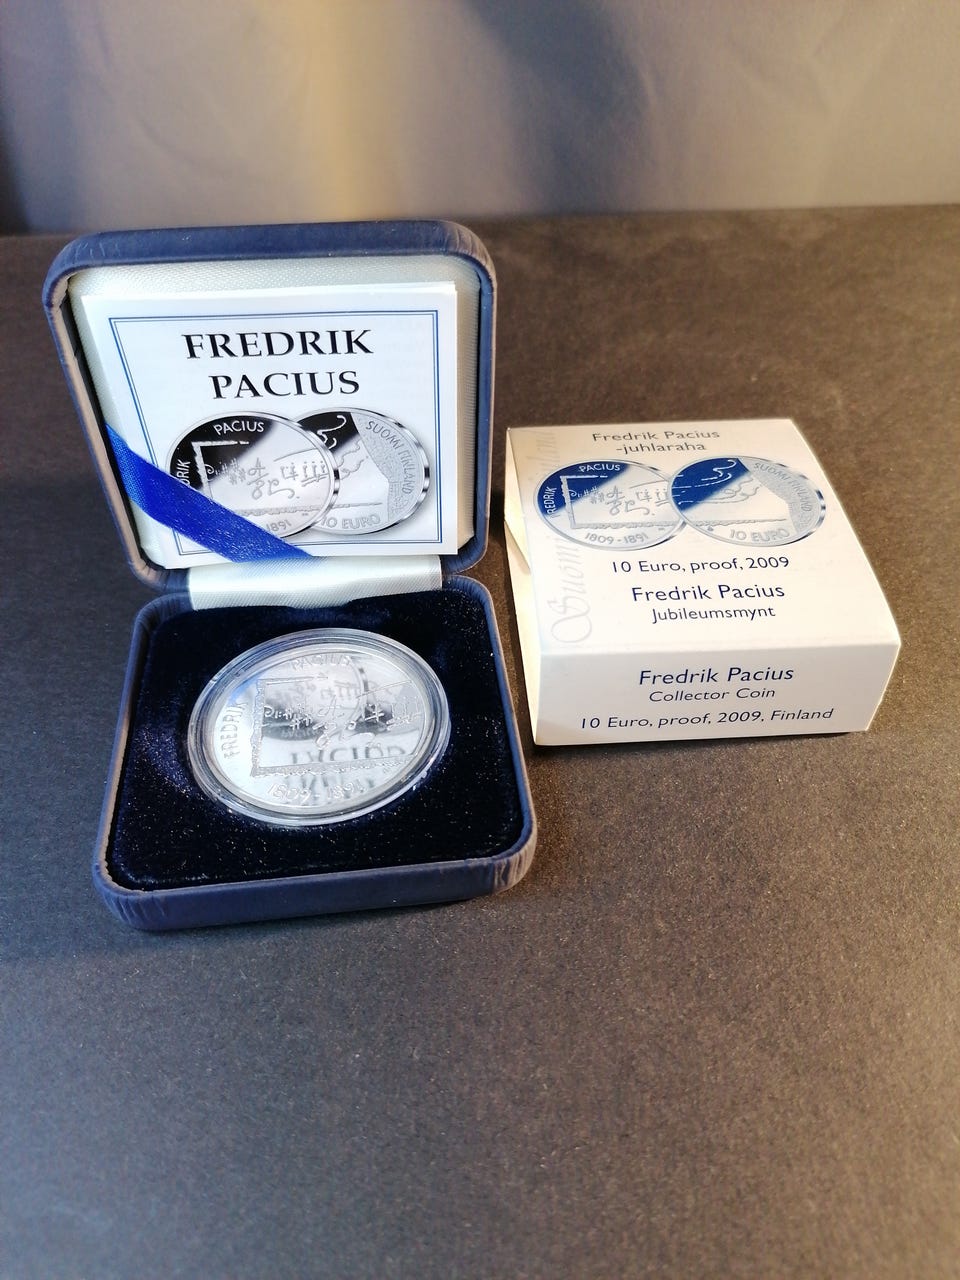 FREDRIK
PACIUS
PACIUS
SUOMI FINLAND
1891
10 EURO
FREDRIK
PACIUS
1809 - 1891
Fredrik Pacius
-juhlaraha
FREDRIK
PACIUS
1809 - 1891
SUOMI FINLAND
10 EURO
10 Euro, proof, 2009
Fredrik Pacius
Jubileumsmynt
Fredrik Pacius
Collector Coin
10 Euro, proof, 2009, Finland